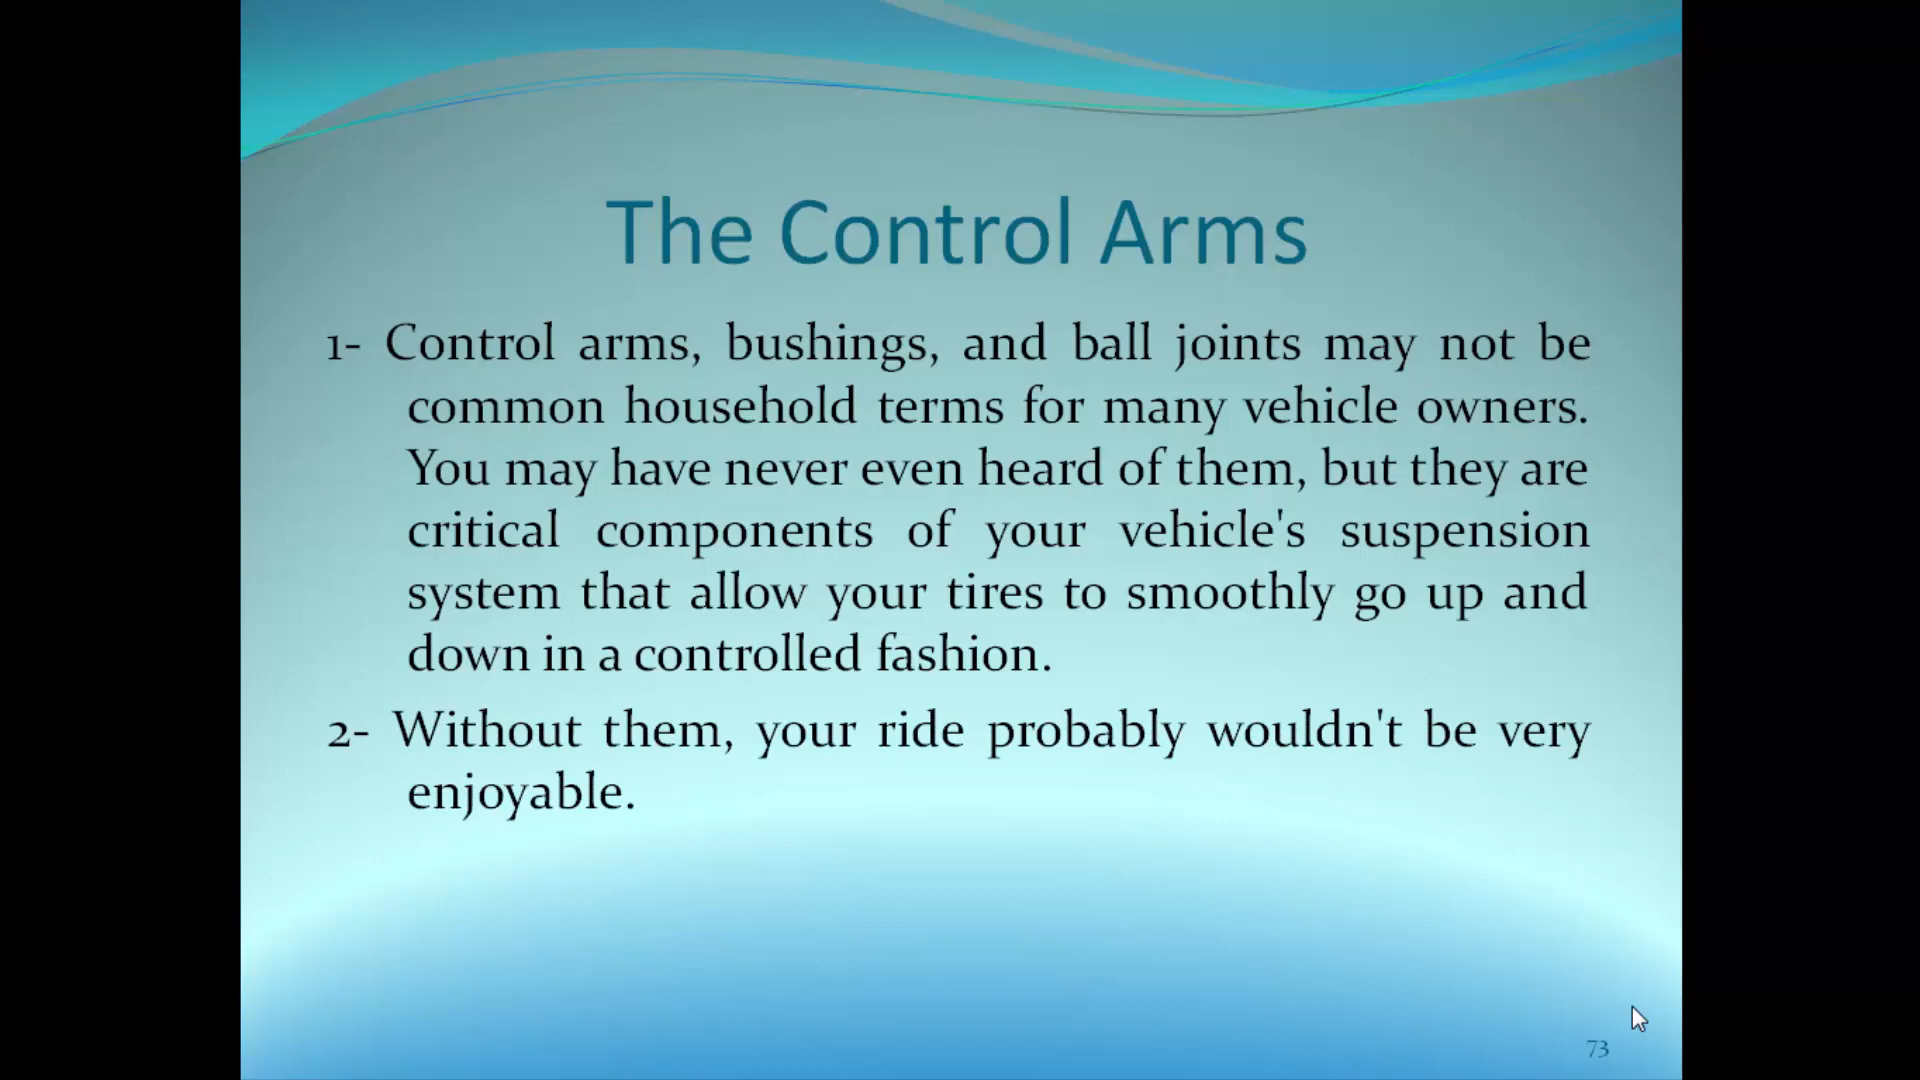 The Control Arms
1- Control arms, bushings, and ball joints may not be
common household terms for many vehicle owners.
You may have never even heard of them, but they are
critical components of your vehicle's suspension
system that allow your tires to smoothly go up and
down in a controlled fashion.
2- Without them, your ride probably wouldn't be very
enjoyable.
73